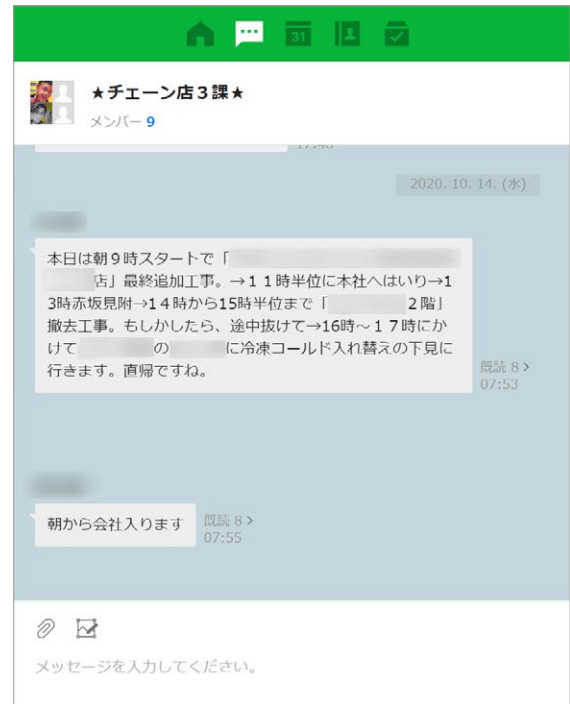 31
★チェーン店３課★
メンバー 9
2020. 10. 14. (水)
本日は朝９時スタートで「
店」最終追加工事。→１１時半位に本社へはいり→1
3時赤坂見附→1４時から15時半位まで「 ２階」
撤去工事。もしかしたら、途中抜けて→16時～１７時にか
けて の に冷凍コールド入れ替えの下見に
行きます。直帰ですね。
既読 8 >
07:53
朝から会社入ります
既読 8 >
07:55
メッセージを入力してください。